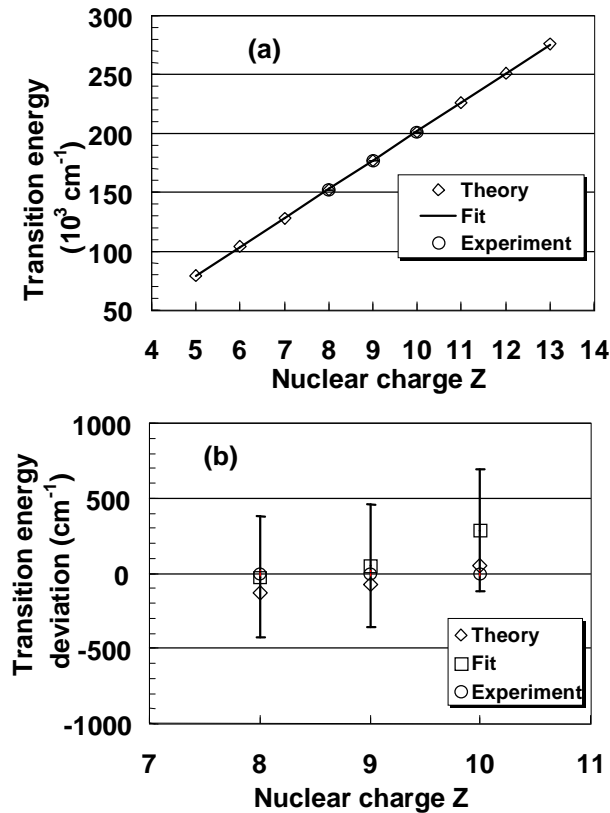 (a)
300
250
200
150
100
50
Transition energy
(10³ cm⁻¹)
Theory
Fit
Experiment
4 5 6 7 8 9 10 11 12 13 14
Nuclear charge Z
(b)
1000
500
0
-500
-1000
Transition energy
deviation (cm⁻¹)
Theory
Fit
Experiment
7 8 9 10 11
Nuclear charge Z